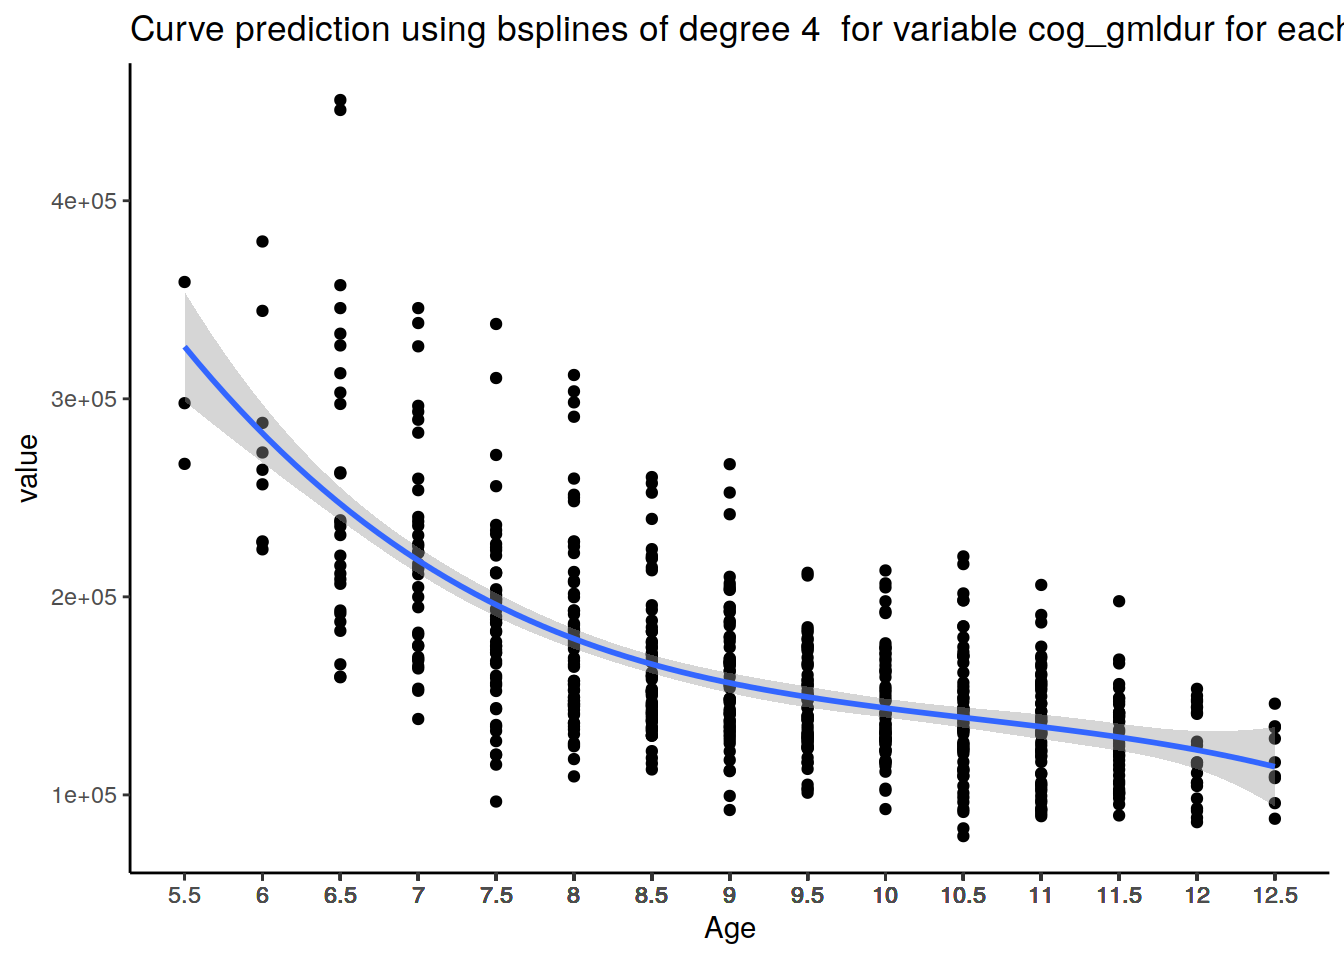 Curve prediction using bsplines of degree 4  for variable cog_gmldur for each
4e+05
3e+05
2e+05
1e+05
value
5.5 6 6.5 7 7.5 8 8.5 9 9.5 10 10.5 11 11.5 12 12.5
Age